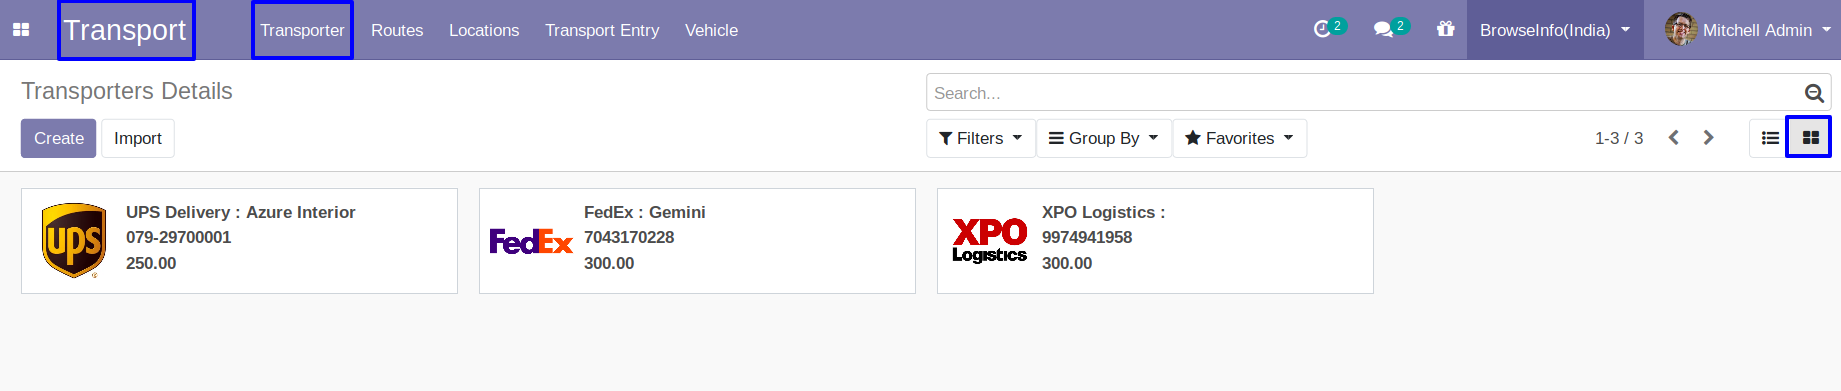 Transport Transporter Routes Locations Transport Entry Vehicle 2 2 BrowseInfo(India) Mitchell Admin
Transporters Details
Search...
Create Import Filters Group By Favorites 1-3 / 3
ups
UPS Delivery : Azure Interior
079-29700001
250.00
FedEx
FedEx : Gemini
7043170228
300.00
XPO
Logistics
XPO Logistics :
9974941958
300.00